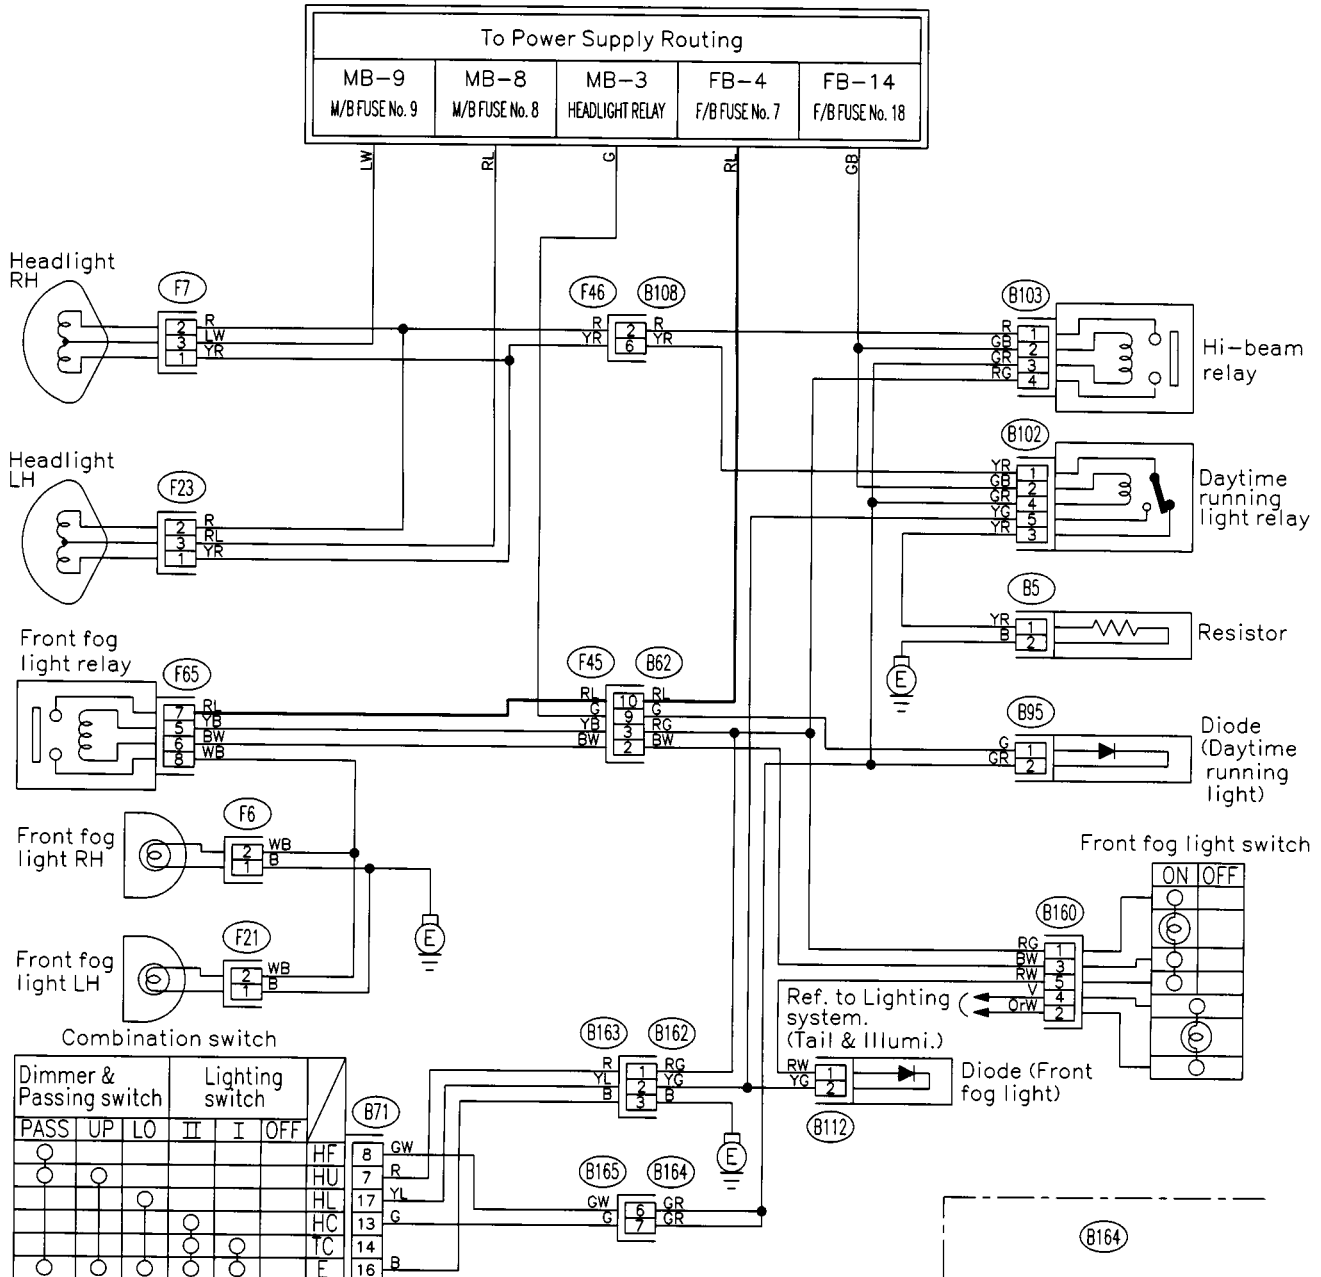 To Power Supply Routing
MB-9 MB-8 MB-3 FB-4 FB-14
M/B FUSE No. 9 M/B FUSE No. 8 HEADLIGHT RELAY F/B FUSE No. 7 F/B FUSE No. 18
LW RL G RL GB
Headlight
RH
F7
2 R
3 LW
1 YR
F46 B108
R 2 R
YR 6 YR
B103
R 1
GB 2
GR 3
RG 4
Hi-beam
relay
Headlight
LH
F23
2 R
3 RL
1 YR
B102
YR 1
GB 2
GR 4
YG 5
YR 3
Daytime
running
light relay
B5
YR 1
B 2
Resistor
E
Front fog
light relay
F65
7 RL
5 YB
6 BW
8 WB
F45 B62
RL 10 RL
G 9 G
YB 3 RG
BW 2 BW
B95
G 1
GR 2
Diode
(Daytime
running
light)
Front fog
light RH
F6
2 WB
1 B
E
Front fog
light LH
F21
2 WB
1 B
Front fog light switch
ON OFF
B160
RG 1
BW 3
RW 5
V 4
OrW 2
Ref. to Lighting
system.
(Tail & Illumi.)
RW 1
YG 2
B112
Diode (Front
fog light)
B163 B162
R 1 RG
YL 2 YG
B 3 B
E
B165 B164
GW 6 GR
G 7 GR
Combination switch
Dimmer &
Passing switch
Lighting
switch
PASS UP LO II I OFF
B71
HF 8 GW
HU 7 R
HL 17 YL
HC 13 G
TC 14
E 16 B
B164